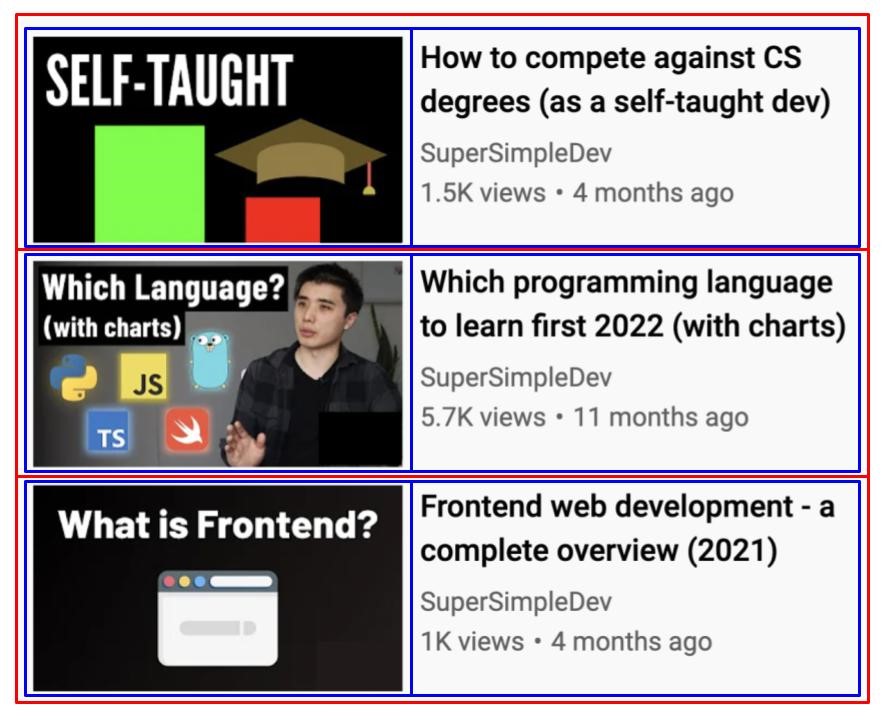 SELF-TAUGHT
How to compete against CS
degrees (as a self-taught dev)
SuperSimpleDev
1.5K views • 4 months ago
Which Language?
(with charts)
JS
TS
Which programming language
to learn first 2022 (with charts)
SuperSimpleDev
5.7K views • 11 months ago
What is Frontend?
Frontend web development - a
complete overview (2021)
SuperSimpleDev
1K views • 4 months ago